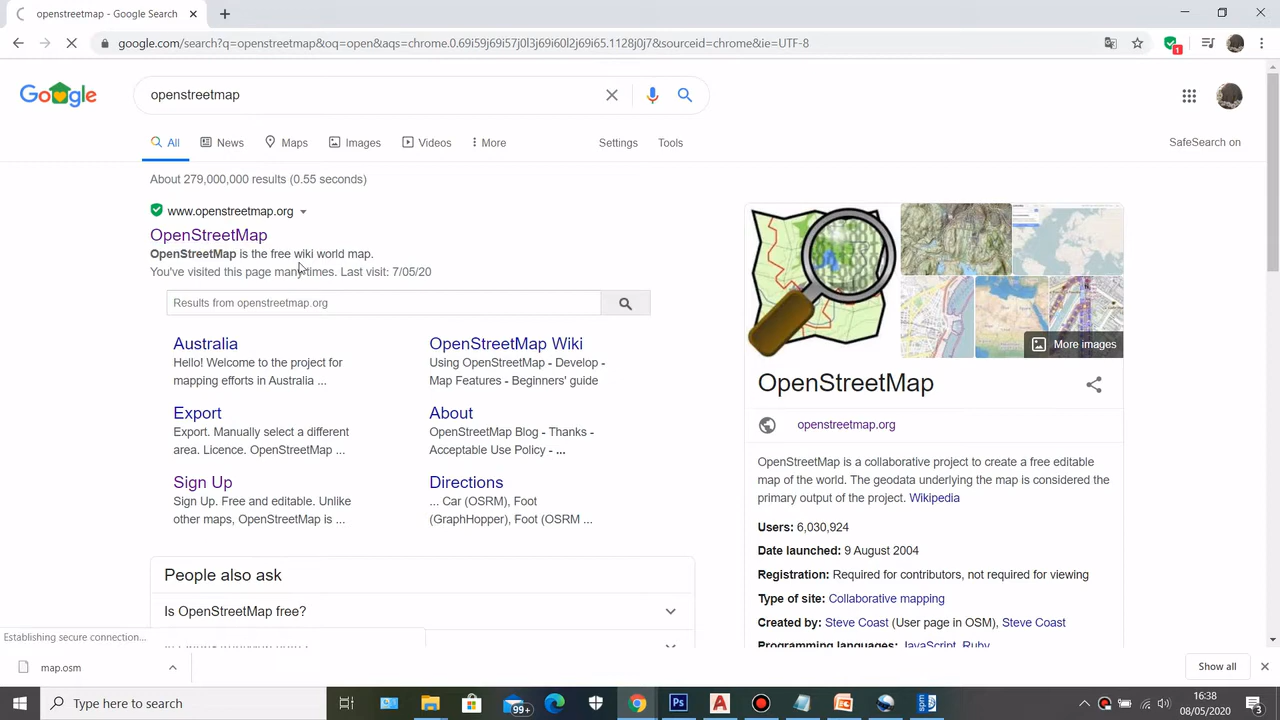 openstreetmap - Google Search
google.com/search?q=openstreetmap&oq=open&aqs=chrome.0.69i59j69i57j0l3j69i60l2j69i65.1128j0j7&sourceid=chrome&ie=UTF-8
1
Google
openstreetmap
All
News
Maps
Images
Videos
More
Settings
Tools
SafeSearch on
About 279,000,000 results (0.55 seconds)
www.openstreetmap.org
OpenStreetMap
OpenStreetMap is the free wiki world map.
You've visited this page many times. Last visit: 7/05/20
Results from openstreetmap.org
Australia
Hello! Welcome to the project for
mapping efforts in Australia ...
OpenStreetMap Wiki
Using OpenStreetMap - Develop -
Map Features - Beginners' guide
Export
Export. Manually select a different
area. Licence. OpenStreetMap ...
About
OpenStreetMap Blog - Thanks -
Acceptable Use Policy - ...
Sign Up
Sign Up. Free and editable. Unlike
other maps, OpenStreetMap is ...
Directions
... Car (OSRM), Foot
(GraphHopper), Foot (OSRM ...
People also ask
Is OpenStreetMap free?
More images
OpenStreetMap
openstreetmap.org
OpenStreetMap is a collaborative project to create a free editable
map of the world. The geodata underlying the map is considered the
primary output of the project. Wikipedia
Users: 6,030,924
Date launched: 9 August 2004
Registration: Required for contributors, not required for viewing
Type of site: Collaborative mapping
Created by: Steve Coast (User page in OSM), Steve Coast
Programming languages: JavaScript, Ruby
Establishing secure connection...
map.osm
Show all
Type here to search
99+
Ps
spm
16:38
08/05/2020
3